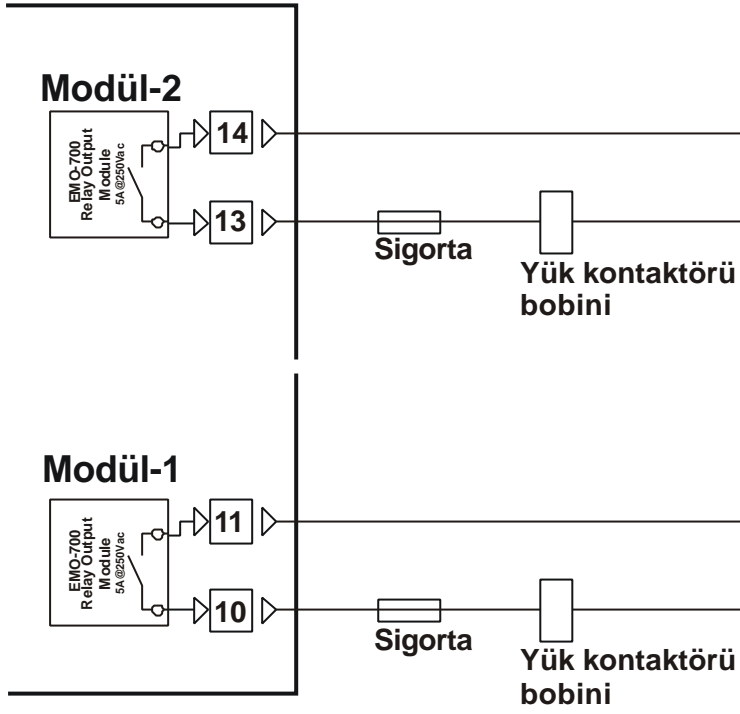 Modül-2
EMO-700
Relay Output
Module
5A@250Vac
14
13
Sigorta
Yük kontaktörü
bobini
Modül-1
EMO-700
Relay Output
Module
5A@250Vac
11
10
Sigorta
Yük kontaktörü
bobini